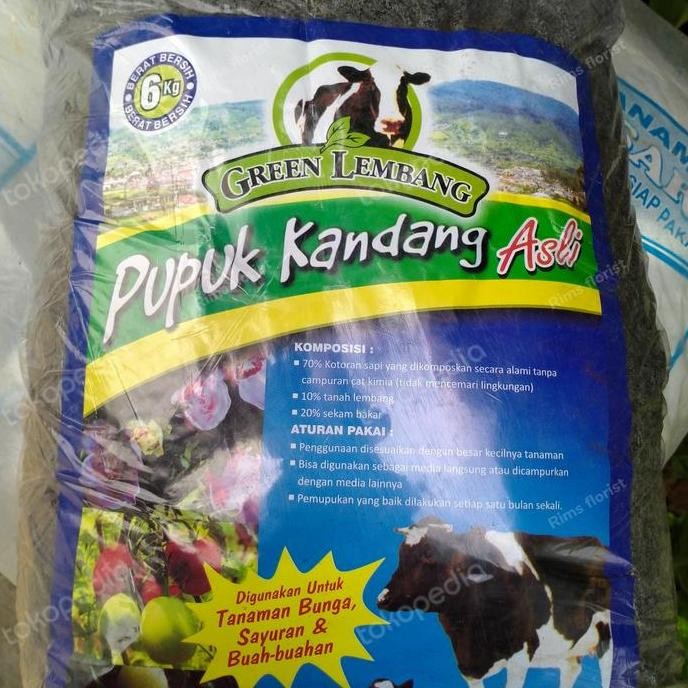 BERAT BERSIH
6 Kg
BERAT BERSIH
GREEN LEMBANG
Pupuk Kandang Asli
KOMPOSISI :
70% Kotoran sapi yang dikomposkan secara alami tanpa
campuran cat kimia (tidak mencemari lingkungan)
10% tanah lembang
20% sekam bakar
ATURAN PAKAI :
Penggunaan disesuaikan dengan besar kecilnya tanaman
Bisa digunakan sebagai media langsung atau dicampurkan
dengan media lainnya
Pemupukan yang baik dilakukan setiap satu bulan sekali.
Digunakan Untuk
Tanaman Bunga,
Sayuran &
Buah-buahan
SIAP PAKA
tokopedia
Rims florist